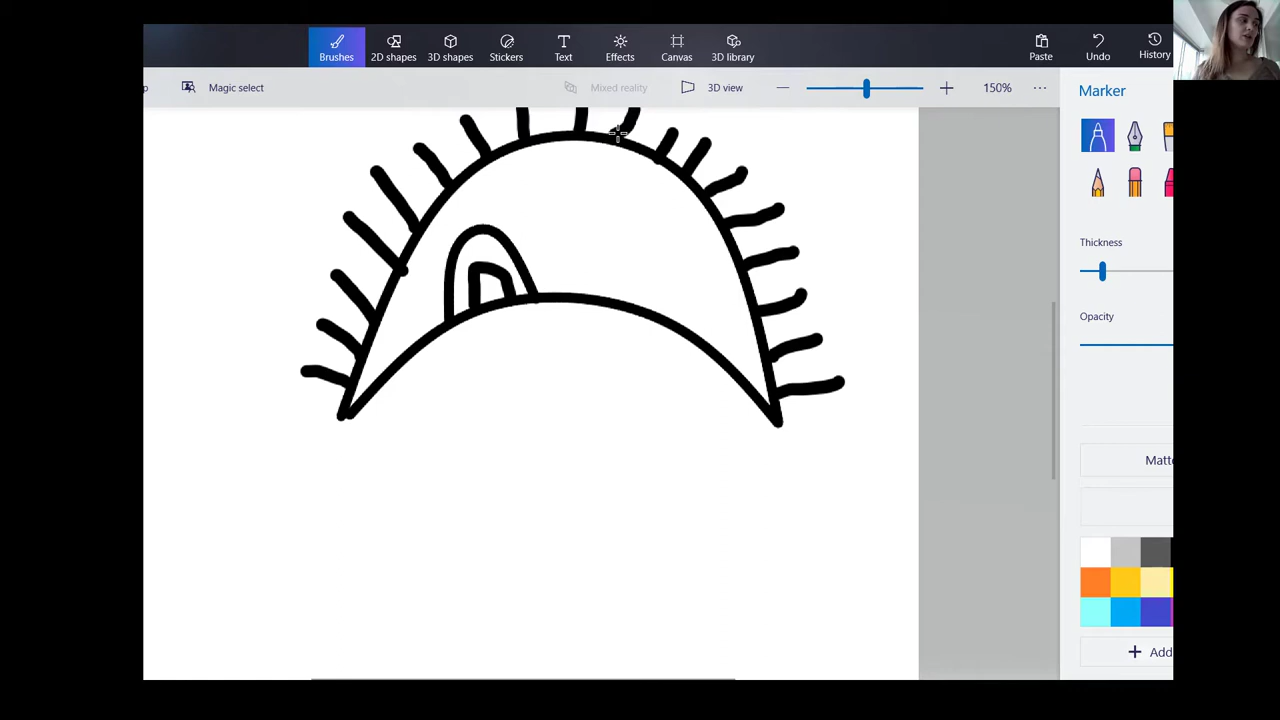 Brushes 2D shapes 3D shapes Stickers Text Effects Canvas 3D library Paste Undo History
p Magic select Mixed reality 3D view 150%
Marker
Thickness
Opacity
Matte
Add